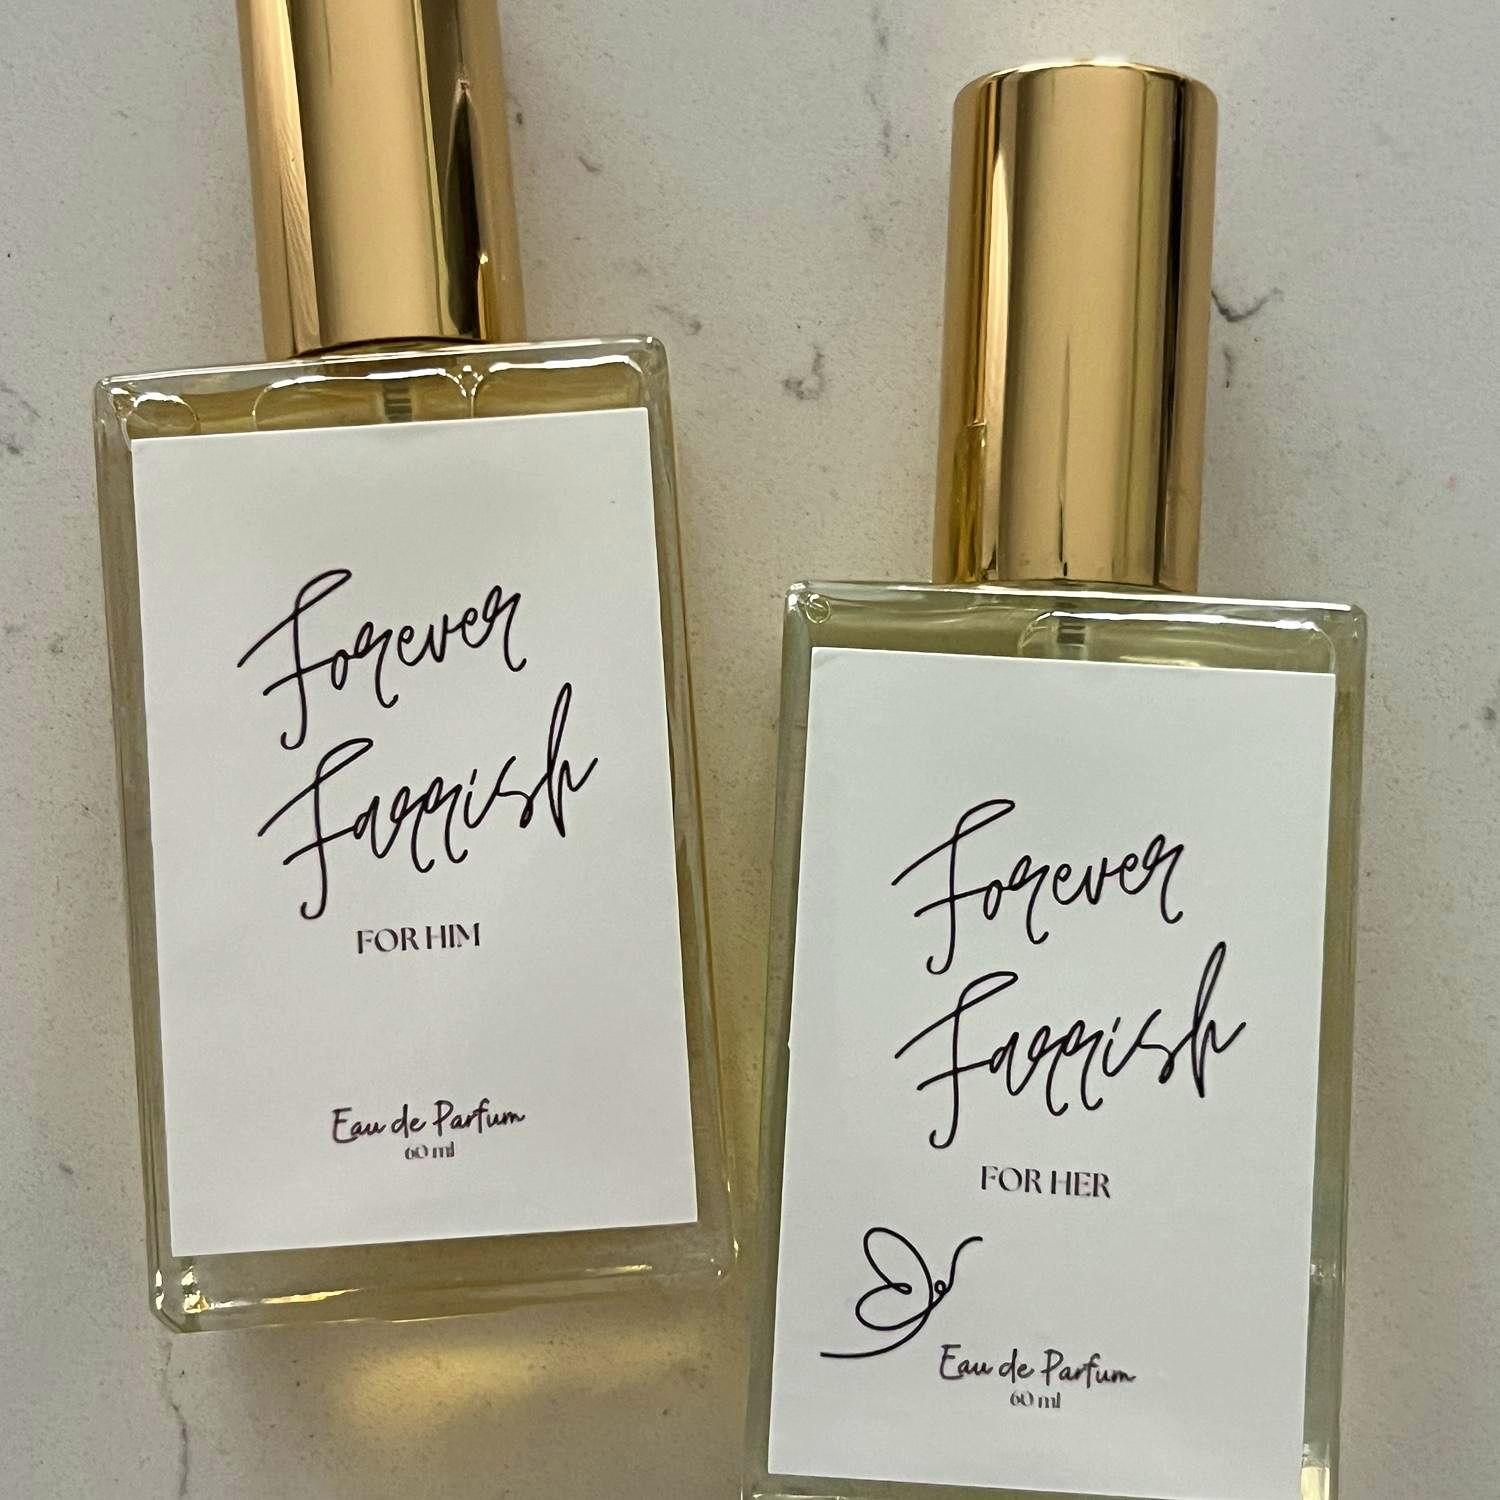 Forever
Farrish
FOR HIM
Eau de Parfum
60 ml
Forever
Farrish
FOR HER
Eau de Parfum
60 ml